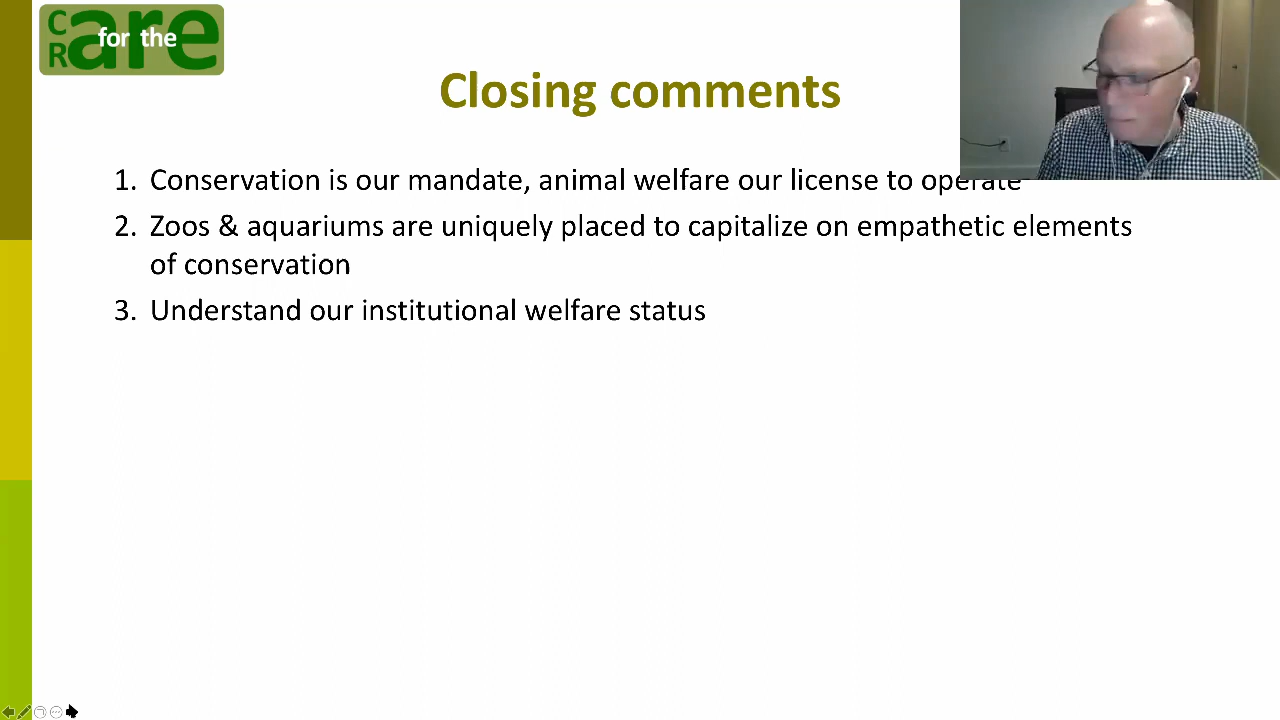 Care for the Rare
Closing comments
1. Conservation is our mandate, animal welfare our license to operate
2. Zoos & aquariums are uniquely placed to capitalize on empathetic elements
of conservation
3. Understand our institutional welfare status